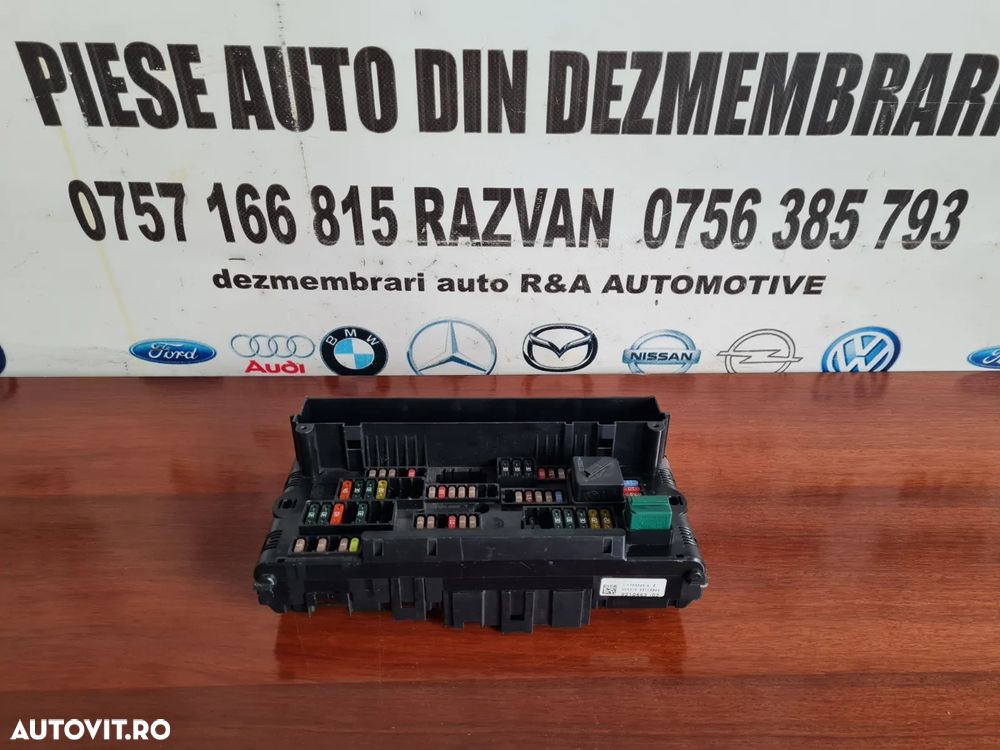 PIESE AUTO DIN DEZMEMBRARI
0757 166 815 RAZVAN 0756 385 793
dezmembrari auto R&A AUTOMOTIVE
Ford
Audi
BMW
NISSAN
AUTOVIT.RO